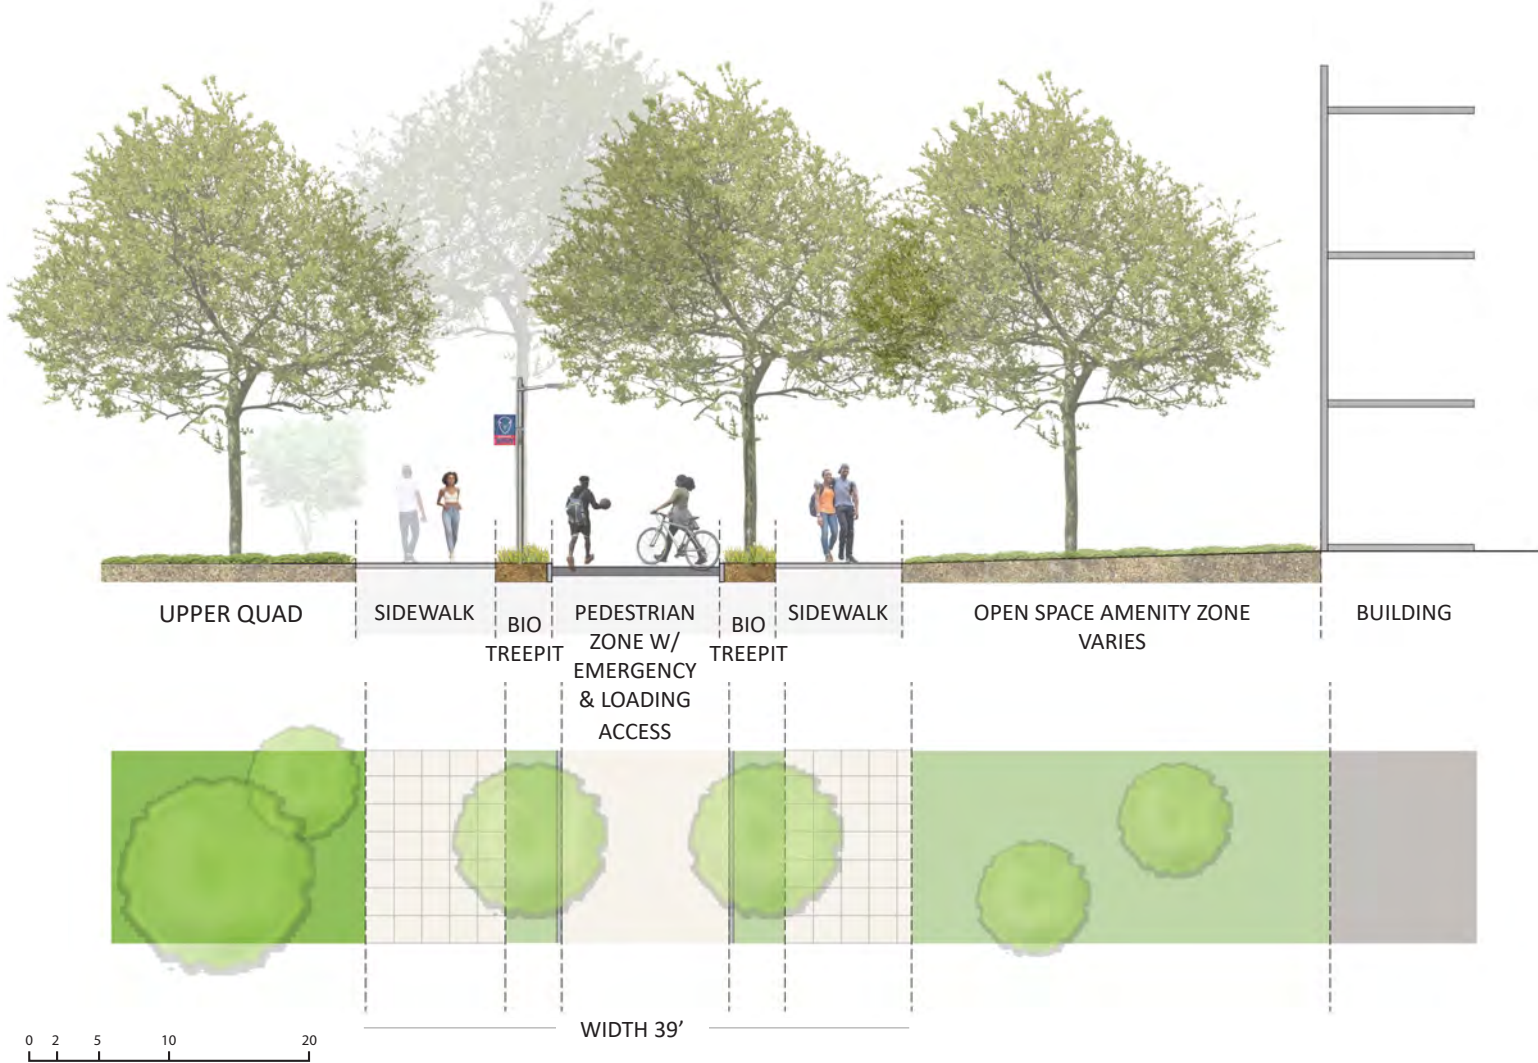 UPPER QUAD
SIDEWALK
BIO
TREEPIT
PEDESTRIAN
ZONE W/
EMERGENCY
& LOADING
ACCESS
BIO
TREEPIT
SIDEWALK
OPEN SPACE AMENITY ZONE
VARIES
BUILDING
WIDTH 39’
0 2 5 10 20